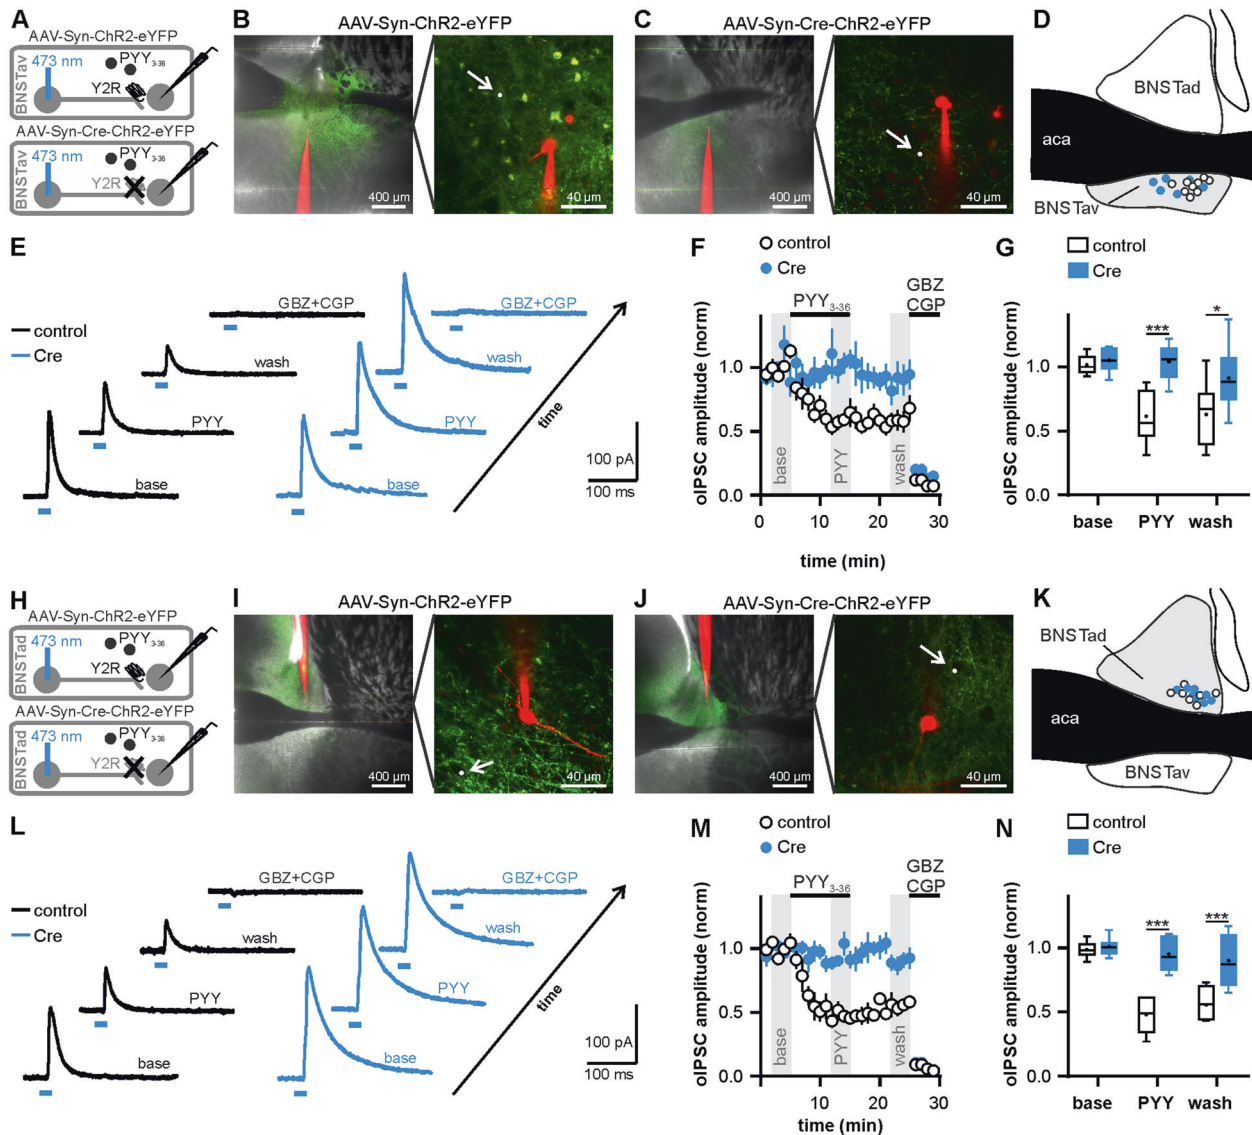 A
AAV-Syn-ChR2-eYFP
BNSTav
473 nm
PYY3-36
Y2R
AAV-Syn-Cre-ChR2-eYFP
BNSTav
473 nm
PYY3-36
Y2R
B
AAV-Syn-ChR2-eYFP
400 µm
40 µm
C
AAV-Syn-Cre-ChR2-eYFP
400 µm
40 µm
D
BNSTad
aca
BNSTav
E
control
Cre
GBZ+CGP
wash
PYY
base
GBZ+CGP
wash
PYY
base
time
100 pA
100 ms
F
control
Cre
PYY3-36
GBZ
CGP
oIPSC amplitude (norm)
1.0
0.5
0.0
base
PYY
wash
0
10
20
30
time (min)
G
control
Cre
oIPSC amplitude (norm)
1.0
0.5
0.0
***
*
base
PYY
wash
H
AAV-Syn-ChR2-eYFP
BNSTad
473 nm
PYY3-36
Y2R
AAV-Syn-Cre-ChR2-eYFP
BNSTad
473 nm
PYY3-36
Y2R
I
AAV-Syn-ChR2-eYFP
400 µm
40 µm
J
AAV-Syn-Cre-ChR2-eYFP
400 µm
40 µm
K
BNSTad
aca
BNSTav
L
control
Cre
GBZ+CGP
wash
PYY
base
GBZ+CGP
wash
PYY
base
time
100 pA
100 ms
M
control
Cre
PYY3-36
GBZ
CGP
oIPSC amplitude (norm)
1.0
0.5
0.0
base
PYY
wash
10
20
30
time (min)
N
control
Cre
oIPSC amplitude (norm)
1.0
0.5
0.0
***
***
base
PYY
wash